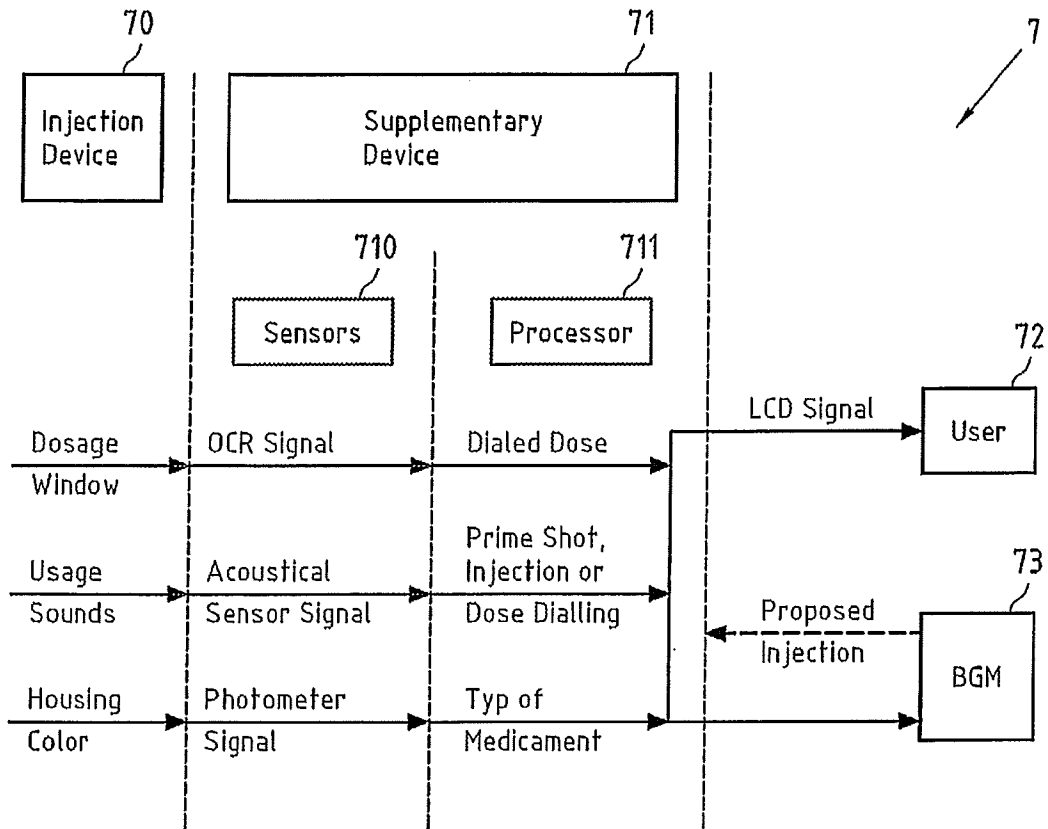 70
71
7
Injection
Device
Supplementary
Device
710
711
Sensors
Processor
72
LCD Signal
User
Dosage
Window
OCR Signal
Dialed Dose
Usage
Sounds
Acoustical
Sensor Signal
Prime Shot,
Injection or
Dose Dialling
73
Proposed
Injection
BGM
Housing
Color
Photometer
Signal
Typ of
Medicament